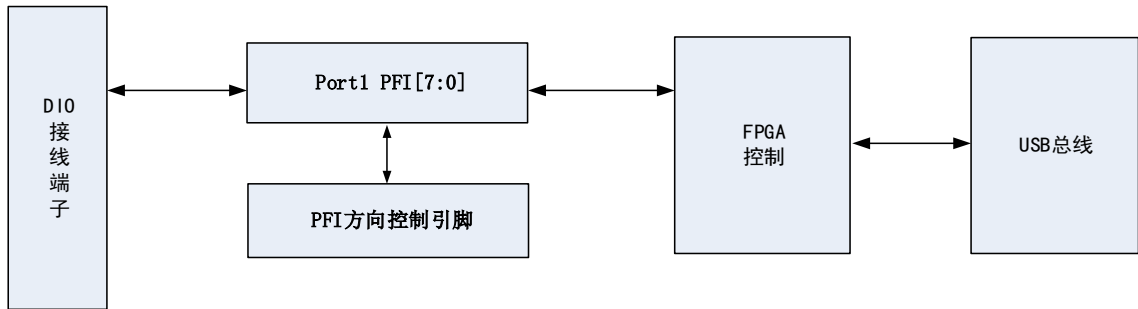 DIO
接
线
端
子
Port1 PFI[7:0]
PFI方向控制引脚
FPGA
控制
USB总线